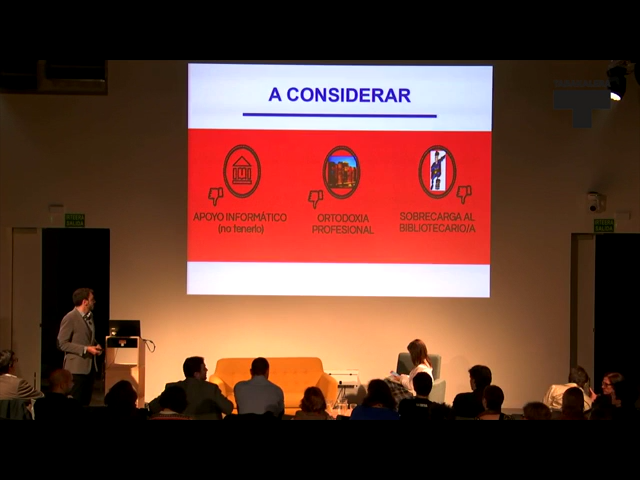 A CONSIDERAR
APOYO INFORMÁTICO
(no tenerlo)
ORTODOXIA
PROFESIONAL
SOBRECARGA AL
BIBLIOTECARIO/A